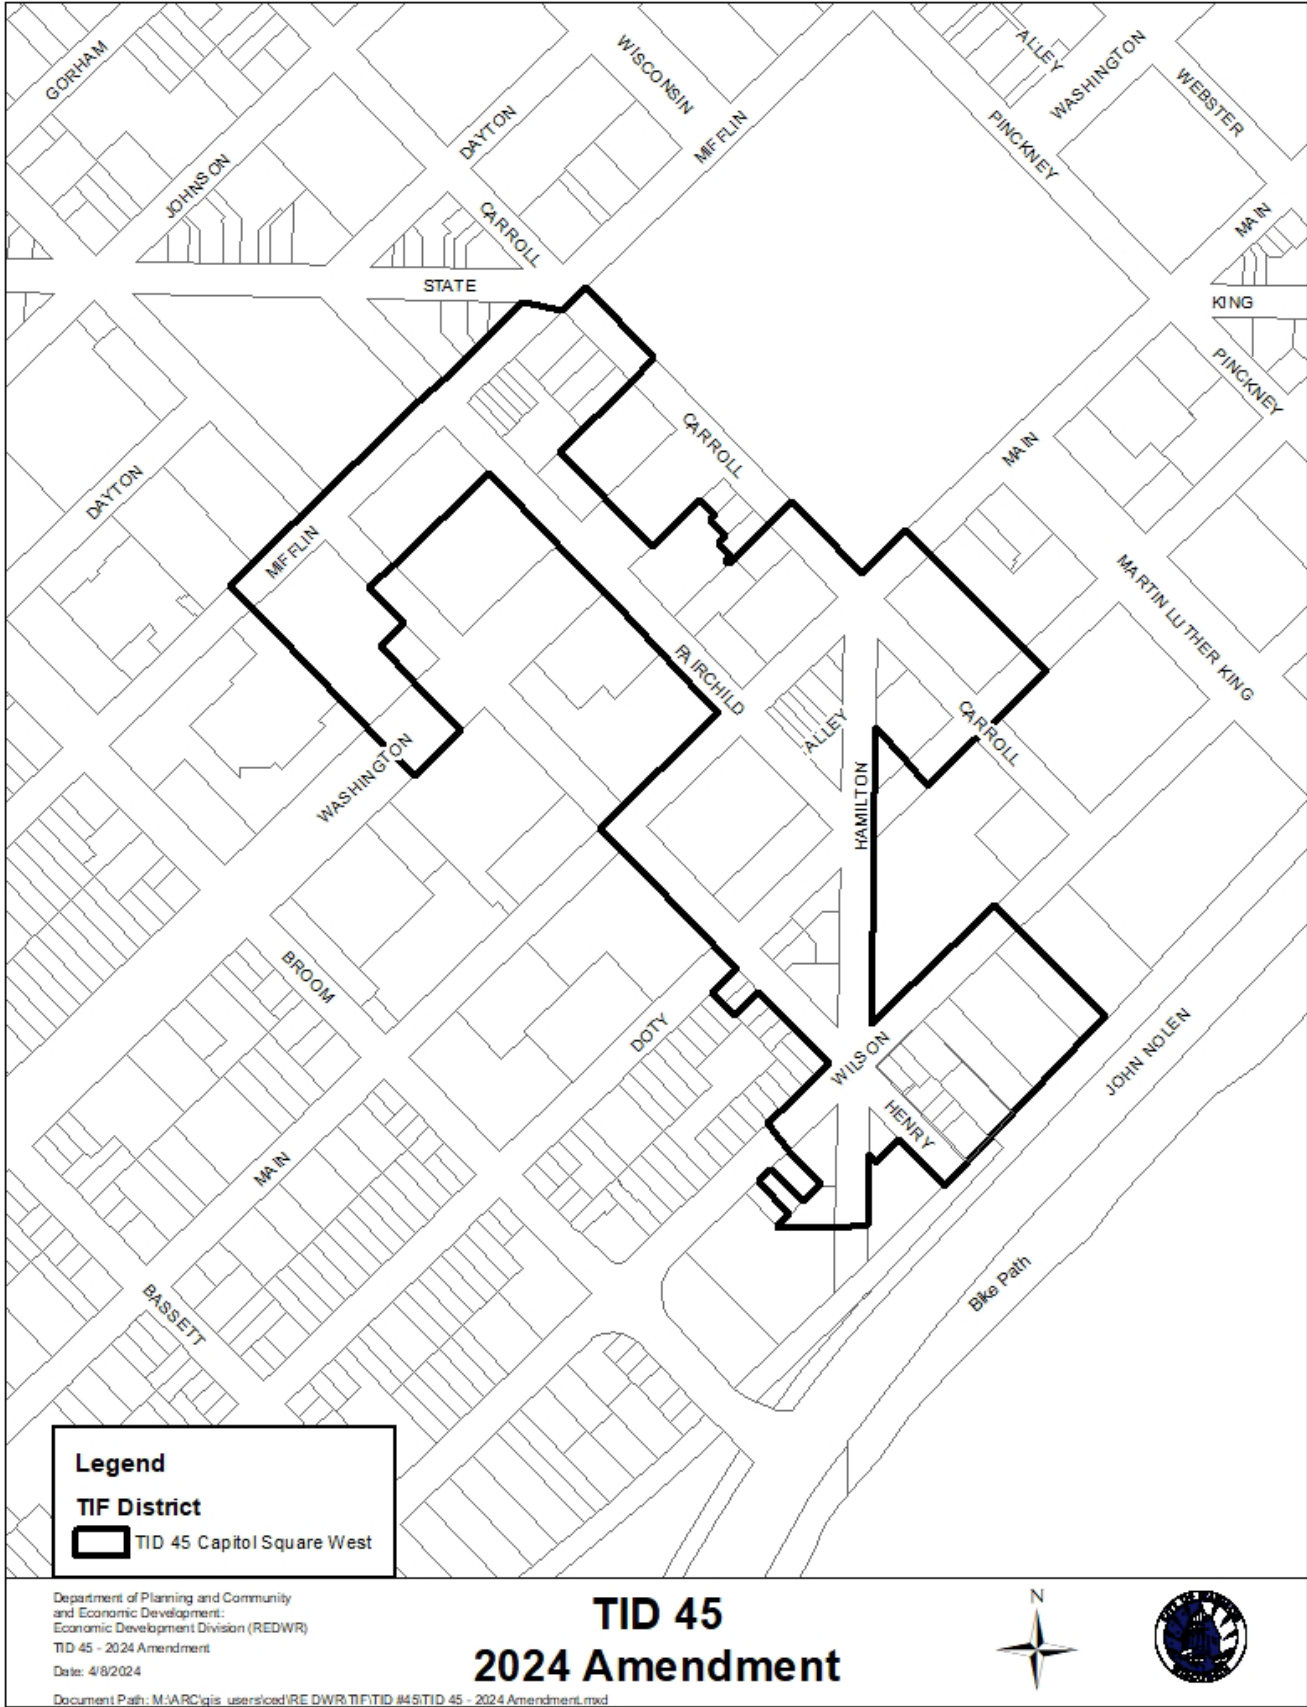 GORHAM
WISCONSIN
ALLEY
WASHINGTON
WEBSTER
DAYTON
MIFFLIN
PINCKNEY
JOHNSON
CARROLL
MAIN
STATE
KING
PINCKNEY
CARROLL
MAIN
DAYTON
MIFFLIN
MARTIN LUTHER KING
FAIRCHILD
CARROLL
ALLEY
WASHINGTON
HAMILTON
BROOM
DOTY
WILSON
JOHN NOLEN
HENRY
MAIN
Bike Path
BASSETT
Legend
TIF District
TID 45 Capitol Square West
Department of Planning and Community
and Economic Development:
Economic Development Division (REDWR)
TID 45 - 2024 Amendment
Date: 4/8/2024
Document Path: M:\ARC\gis_users\ced\RE DWR\TIF\TID #45\TID 45 - 2024 Amendment.mxd
TID 45
2024 Amendment
N